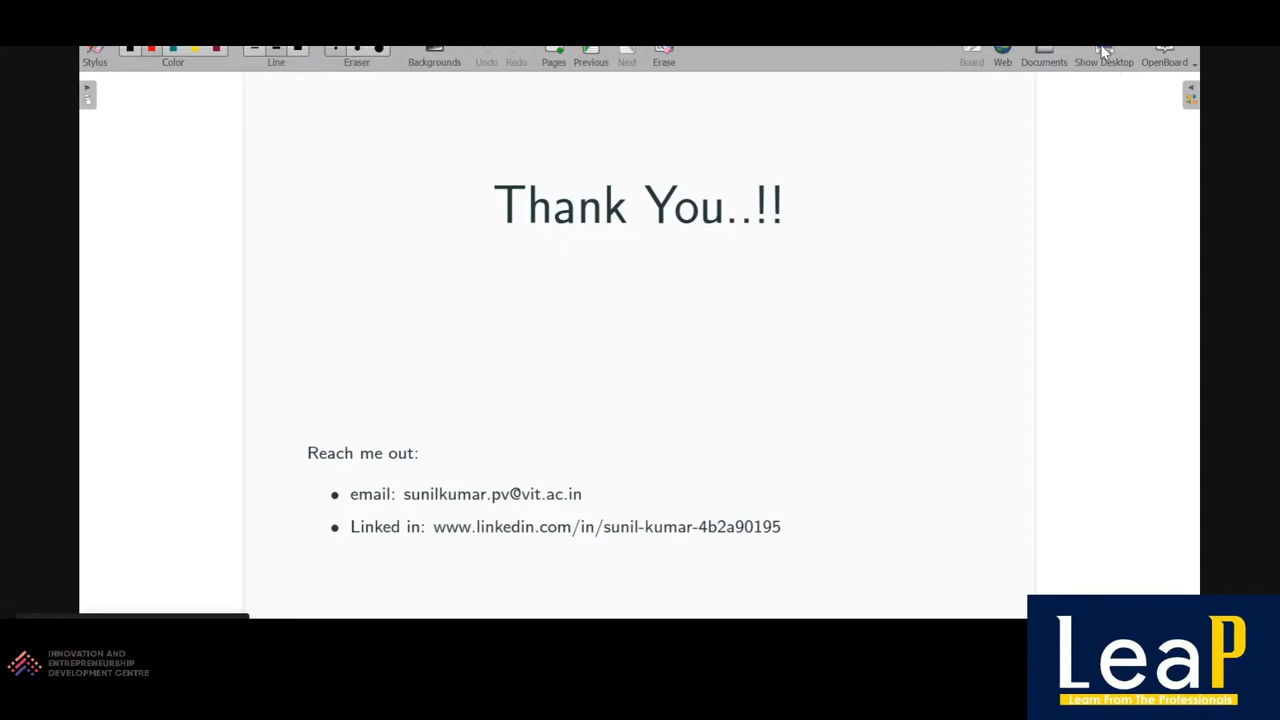 Stylus Color Line Eraser Backgrounds Undo Redo Pages Previous Next Erase Board Web Documents Show Desktop OpenBoard
Thank You..!!
Reach me out:
• email: sunilkumar.pv@vit.ac.in
• Linked in: www.linkedin.com/in/sunil-kumar-4b2a90195
INNOVATION AND
ENTREPRENEURSHIP
DEVELOPMENT CENTRE
LeaP
Learn From The Professionals